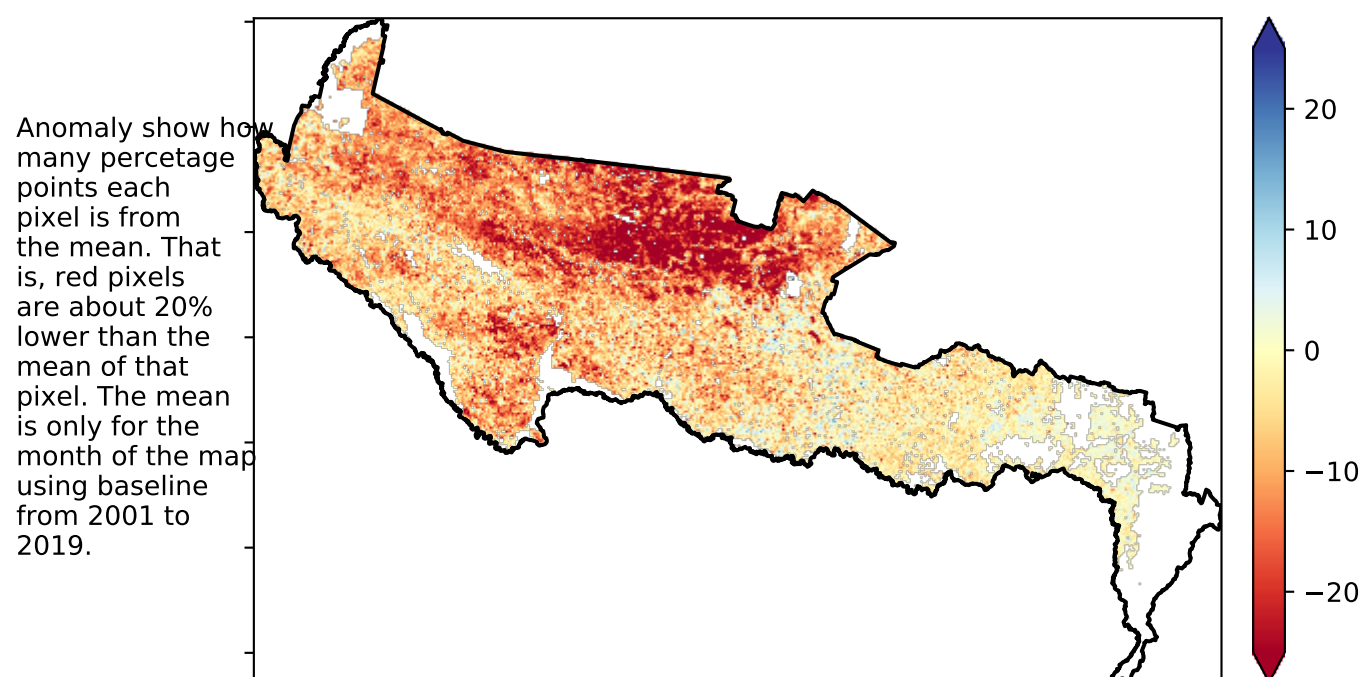 Anomaly show how
many percetage
points each
pixel is from
the mean. That
is, red pixels
are about 20%
lower than the
mean of that
pixel. The mean
is only for the
month of the map
using baseline
from 2001 to
2019.
20
10
0
−10
−20